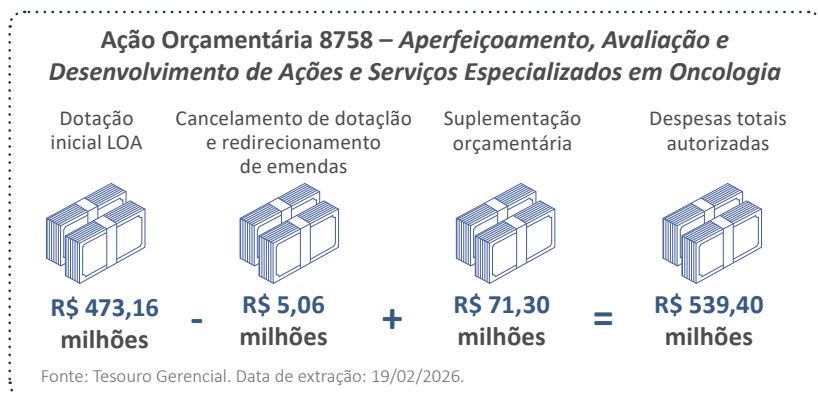 Ação Orçamentária 8758 – Aperfeiçoamento, Avaliação e
Desenvolvimento de Ações e Serviços Especializados em Oncologia
Dotação
inicial LOA
Cancelamento de dotaçlão
e redirecionamento
de emendas
Suplementação
orçamentária
Despesas totais
autorizadas
R$ 473,16
milhões
-
R$ 5,06
milhões
+
R$ 71,30
milhões
=
R$ 539,40
milhões
Fonte: Tesouro Gerencial. Data de extração: 19/02/2026.